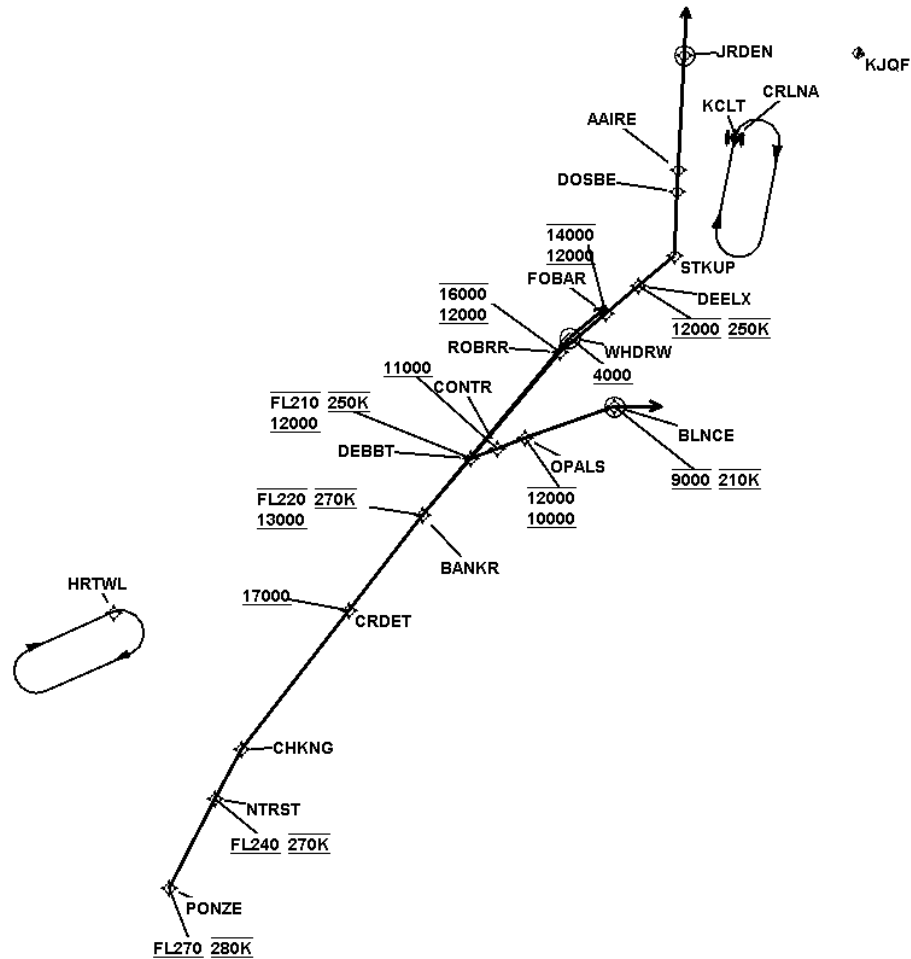 JRDEN
KJQF
CRLNA
KCLT
AAIRE
DOSBE
14000
12000
STKUP
FOBAR
16000
12000
DEELX
12000 250K
ROBRR
WHDRW
11000
4000
CONTR
FL210 250K
12000
BLNCE
DEBBT
OPALS
9000 210K
FL220 270K
13000
12000
10000
BANKR
HRTWL
17000
CRDET
CHKNG
NTRST
FL240 270K
PONZE
FL270 280K